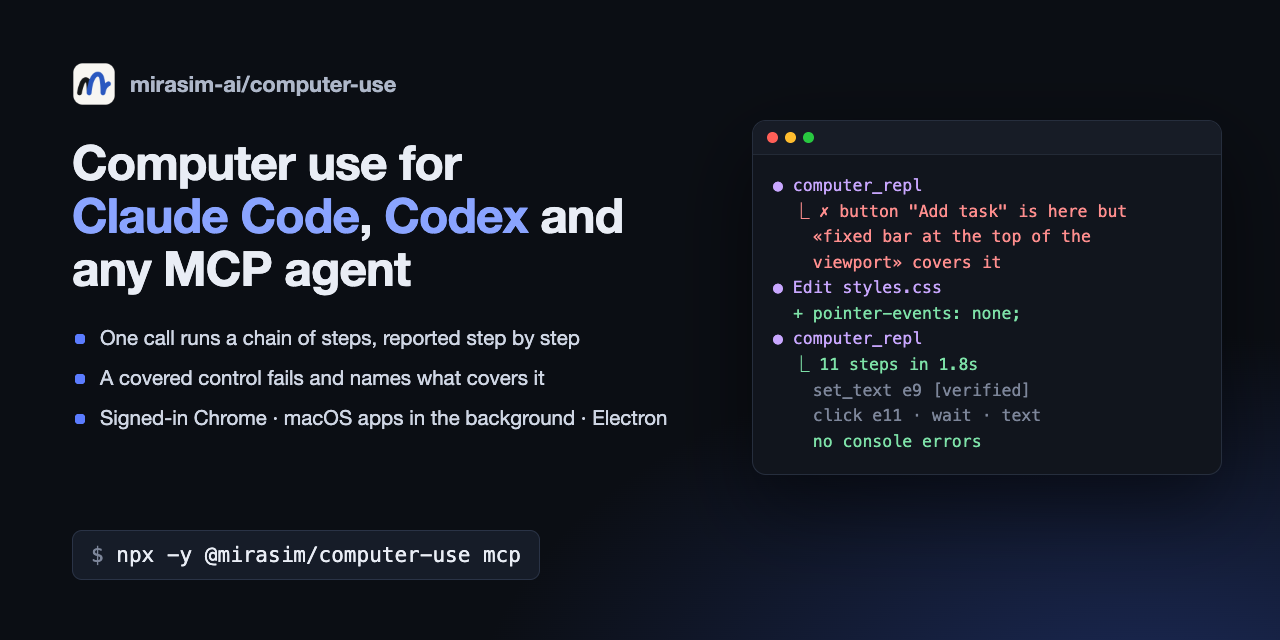 mirasim-ai/computer-use
Computer use for
Claude Code, Codex and
any MCP agent
One call runs a chain of steps, reported step by step
A covered control fails and names what covers it
Signed-in Chrome · macOS apps in the background · Electron
$ npx -y @mirasim/computer-use mcp
● computer_repl
⎿ ✗ button "Add task" is here but
«fixed bar at the top of the
viewport» covers it
● Edit styles.css
+ pointer-events: none;
● computer_repl
⎿ 11 steps in 1.8s
set_text e9 [verified]
click e11 · wait · text
no console errors